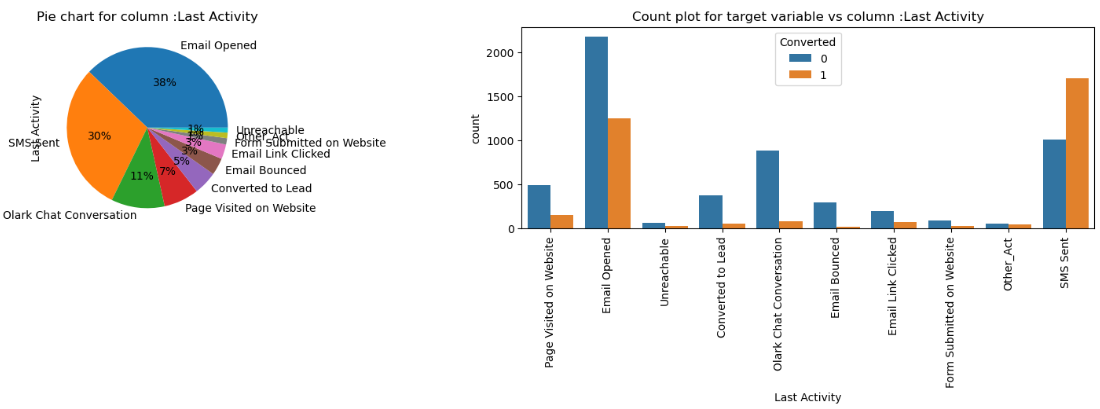 Pie chart for column :Last Activity
Last Activity
Email Opened
38%
SMS Sent
30%
Olark Chat Conversation
11%
Page Visited on Website
7%
Converted to Lead
5%
Email Bounced
3%
Email Link Clicked
3%
Form Submitted on Website
Other_Act
Unreachable
1%
Count plot for target variable vs column :Last Activity
Converted
0
1
count
2000
1500
1000
500
0
Page Visited on Website
Email Opened
Unreachable
Converted to Lead
Olark Chat Conversation
Email Bounced
Email Link Clicked
Form Submitted on Website
Other_Act
SMS Sent
Last Activity